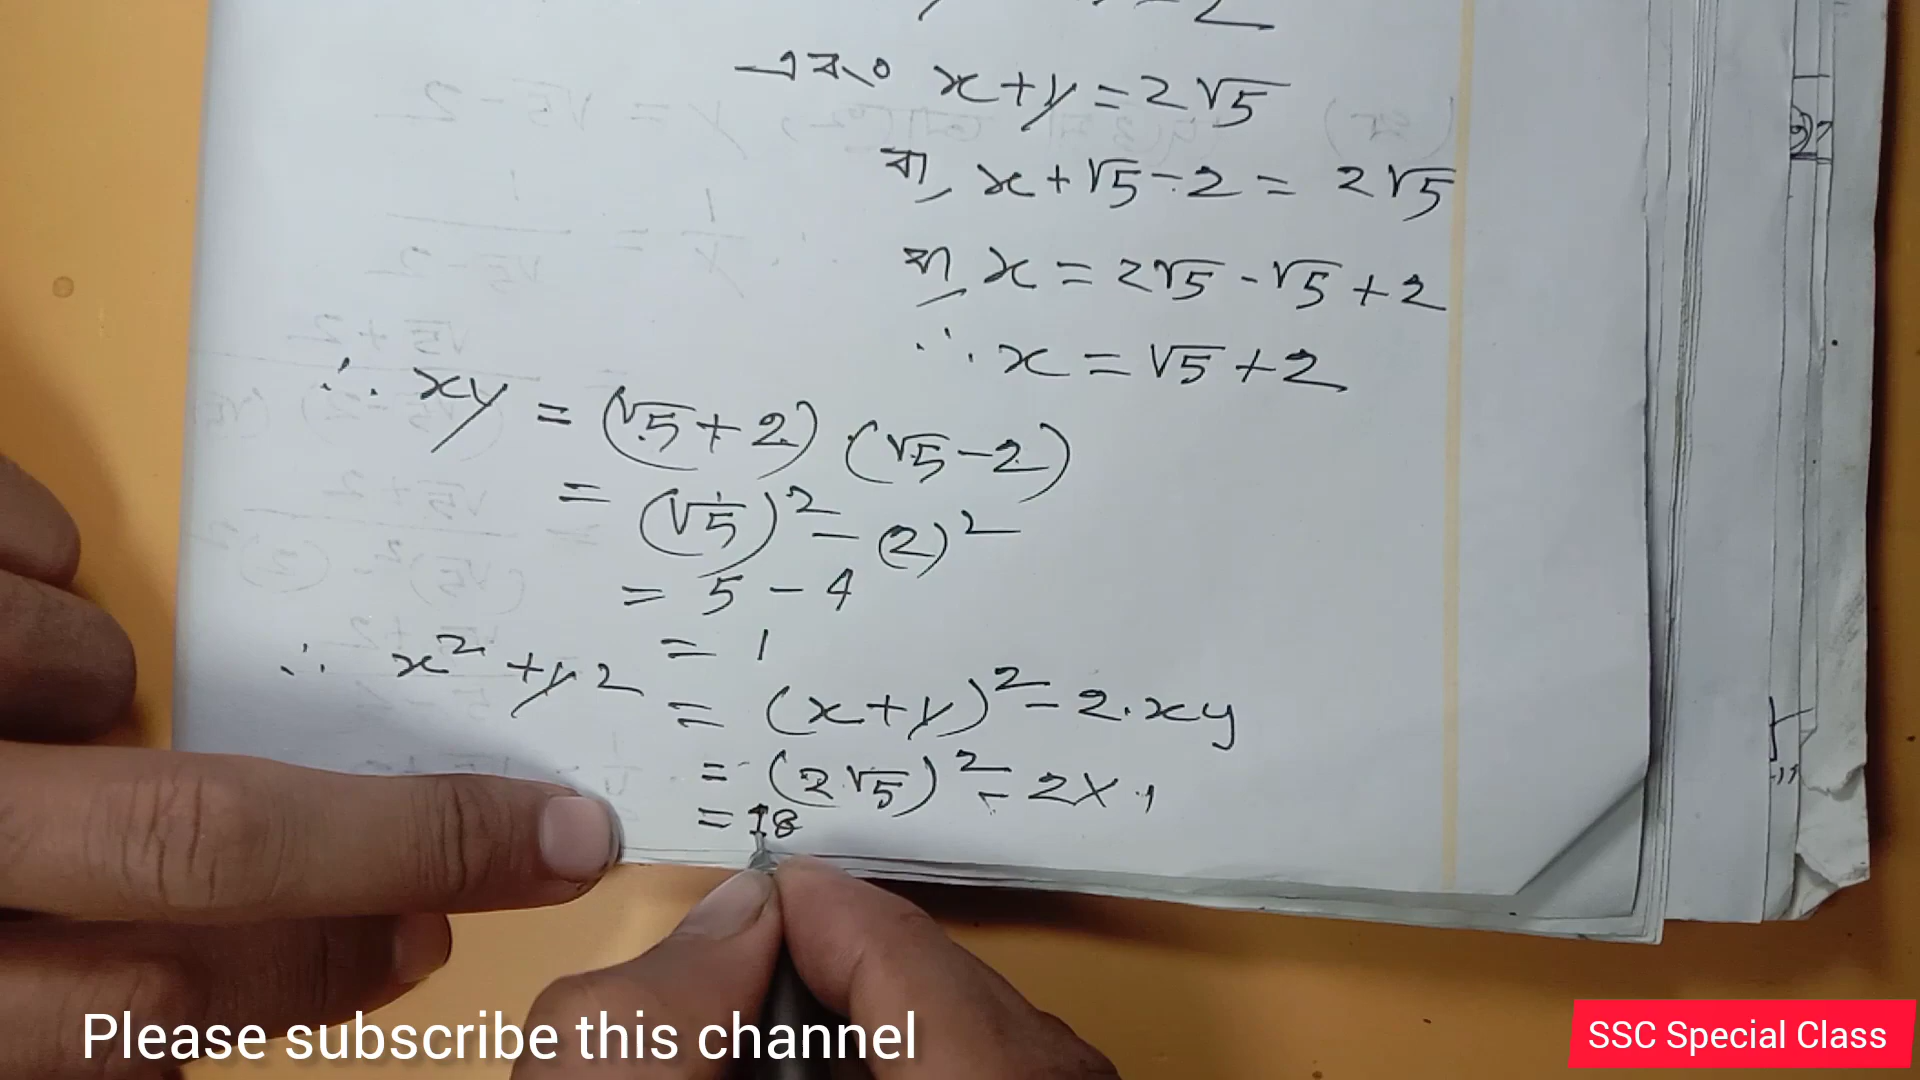 = 2
এবং x+y = 2√5
বা, x+√5-2 = 2√5
বা, x = 2√5-√5+2
∴ x = √5+2
∴ xy = (√5+2) (√5-2)
= (√5)² - (2)²
= 5 - 4
= 1
∴ x² + y2 = (x+y)² - 2.xy
= (2√5)² = 2×1
= 18
Please subscribe this channel
SSC Special Class